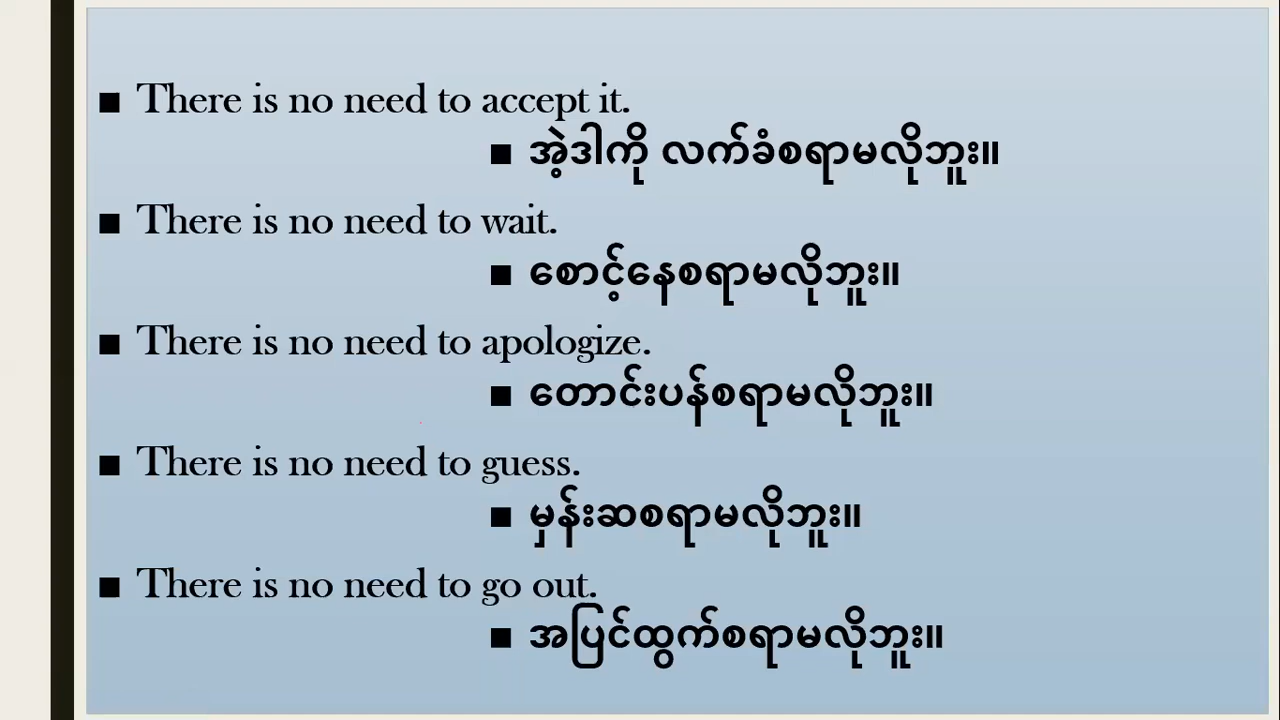 ▪ There is no need to accept it.
▪ အဲ့ဒါကို လက်ခံစရာမလိုဘူး။
▪ There is no need to wait.
▪ စောင့်နေစရာမလိုဘူး။
▪ There is no need to apologize.
▪ တောင်းပန်စရာမလိုဘူး။
▪ There is no need to guess.
▪ မှန်းဆစရာမလိုဘူး။
▪ There is no need to go out.
▪ အပြင်ထွက်စရာမလိုဘူး။